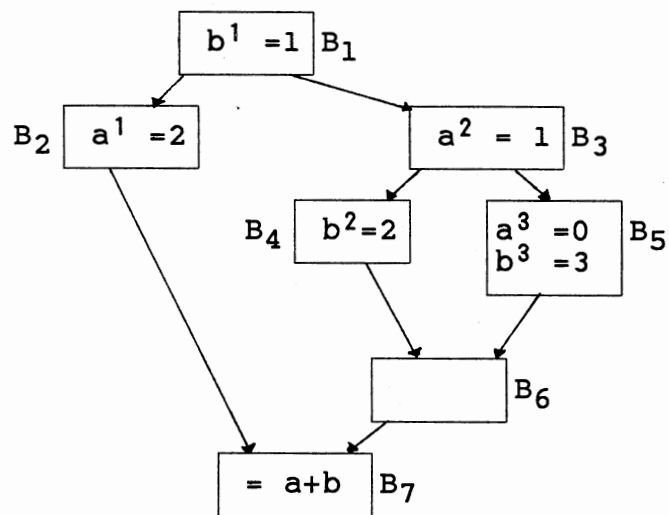 b¹ =1 B₁
B₂ a¹ =2
a² = 1 B₃
B₄ b²=2
a³ =0 B₅
b³ =3
B₆
= a+b B₇